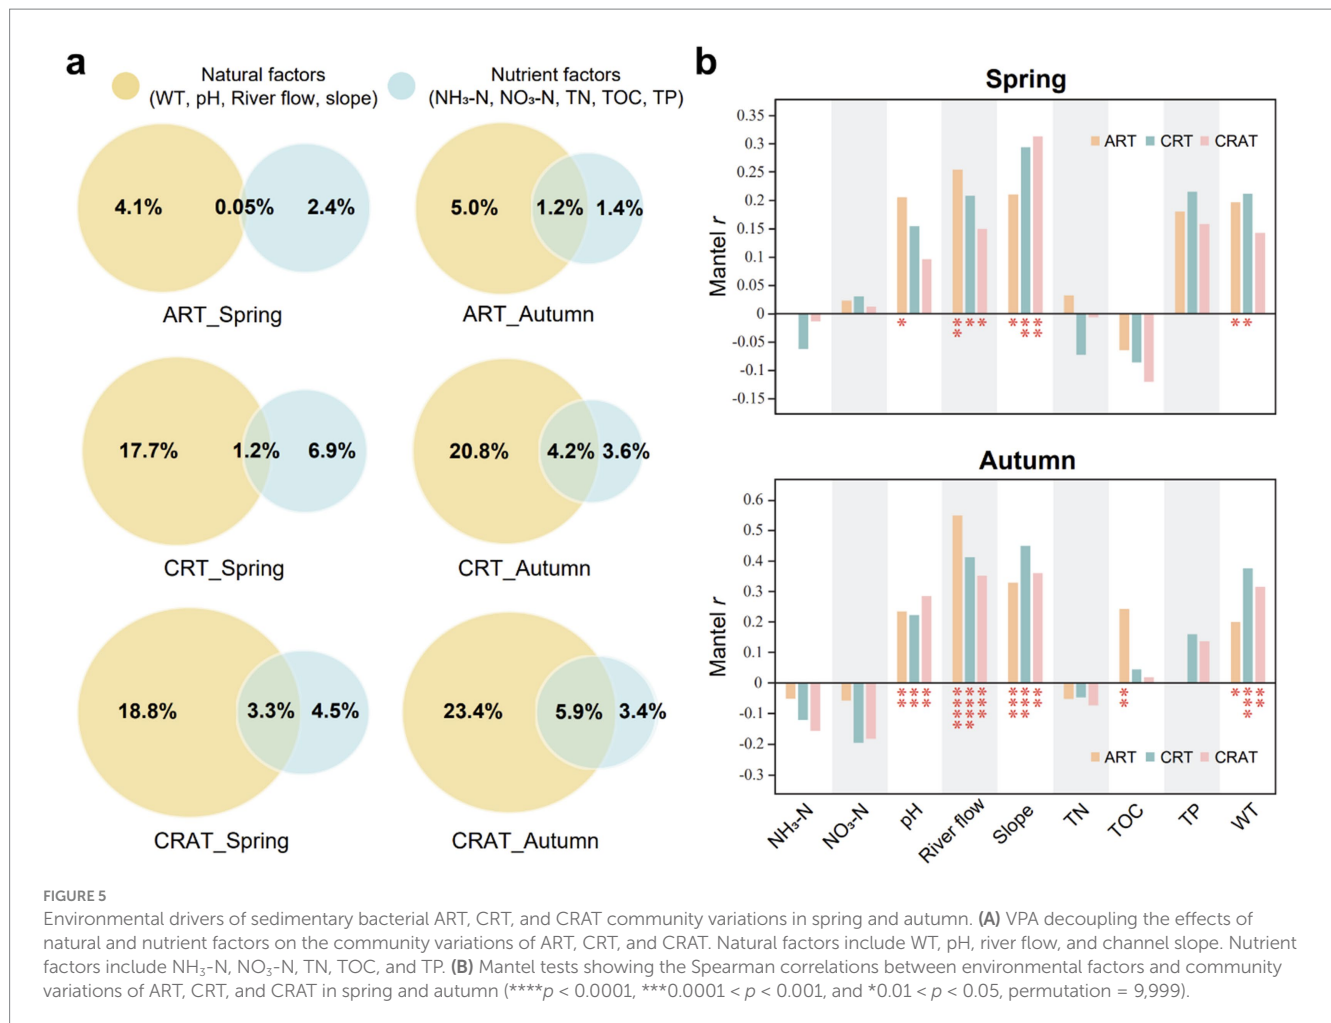 a
Natural factors
(WT, pH, River flow, slope)
Nutrient factors
(NH₃-N, NO₃-N, TN, TOC, TP)
4.1%
0.05%
2.4%
ART_Spring
5.0%
1.2%
1.4%
ART_Autumn
17.7%
1.2%
6.9%
CRT_Spring
20.8%
4.2%
3.6%
CRT_Autumn
18.8%
3.3%
4.5%
CRAT_Spring
23.4%
5.9%
3.4%
CRAT_Autumn
b
Spring
Mantel r
0.35
0.3
0.25
0.2
0.15
0.1
0.05
0
-0.05
-0.1
-0.15
ART CRT CRAT
*
** * *
* ** **
* *
Autumn
Mantel r
0.6
0.5
0.4
0.3
0.2
0.1
0
-0.1
-0.2
-0.3
** ** **
**** **** ***
*** *** **
**
* *** **
ART CRT CRAT
NH₃-N
NO₃-N
pH
River flow
Slope
TN
TOC
TP
WT
FIGURE 5
Environmental drivers of sedimentary bacterial ART, CRT, and CRAT community variations in spring and autumn. (A) VPA decoupling the effects of
natural and nutrient factors on the community variations of ART, CRT, and CRAT. Natural factors include WT, pH, river flow, and channel slope. Nutrient
factors include NH₃-N, NO₃-N, TN, TOC, and TP. (B) Mantel tests showing the Spearman correlations between environmental factors and community
variations of ART, CRT, and CRAT in spring and autumn (****p < 0.0001, ***0.0001 < p < 0.001, and *0.01 < p < 0.05, permutation = 9,999).